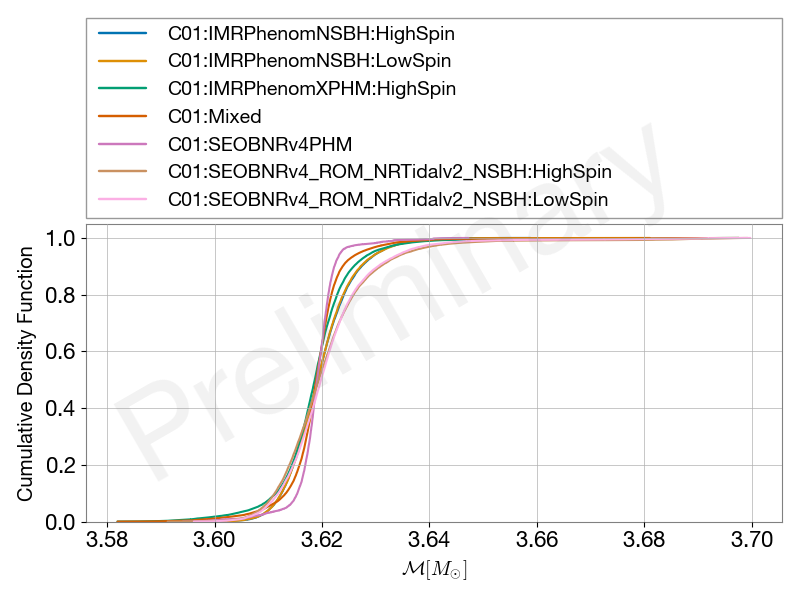 C01:IMRPhenomNSBH:HighSpin
C01:IMRPhenomNSBH:LowSpin
C01:IMRPhenomXPHM:HighSpin
C01:Mixed
C01:SEOBNRv4PHM
C01:SEOBNRv4_ROM_NRTidalv2_NSBH:HighSpin
C01:SEOBNRv4_ROM_NRTidalv2_NSBH:LowSpin
Preliminary
Cumulative Density Function
1.0
0.8
0.6
0.4
0.2
0.0
3.58 3.60 3.62 3.64 3.66 3.68 3.70
ℳ[M⊙]